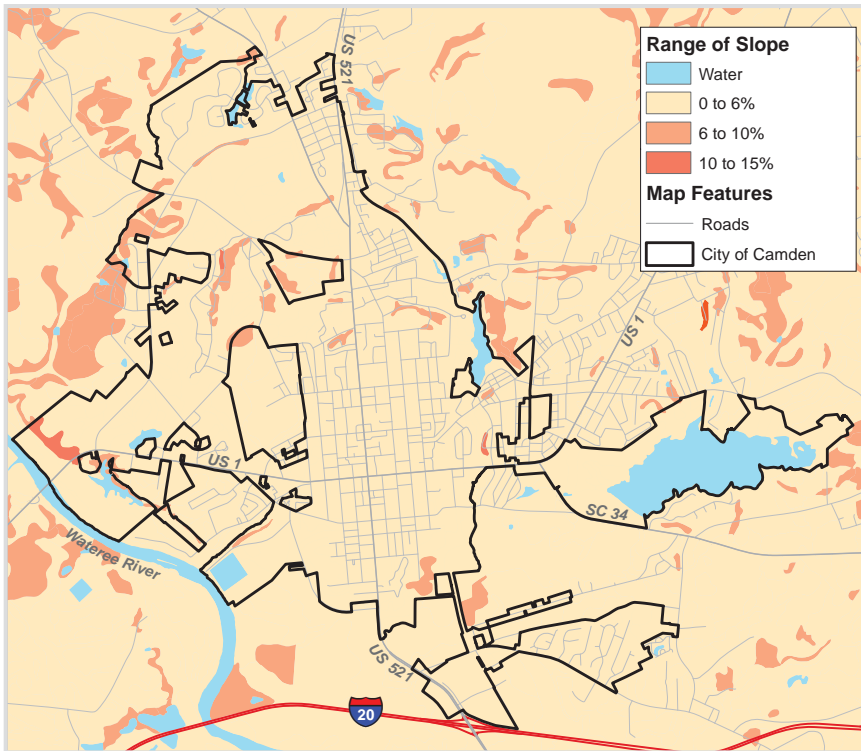 US 521
Range of Slope
Water
0 to 6%
6 to 10%
10 to 15%
Map Features
Roads
City of Camden
US 1
US 1
SC 34
Wateree River
US 521
20